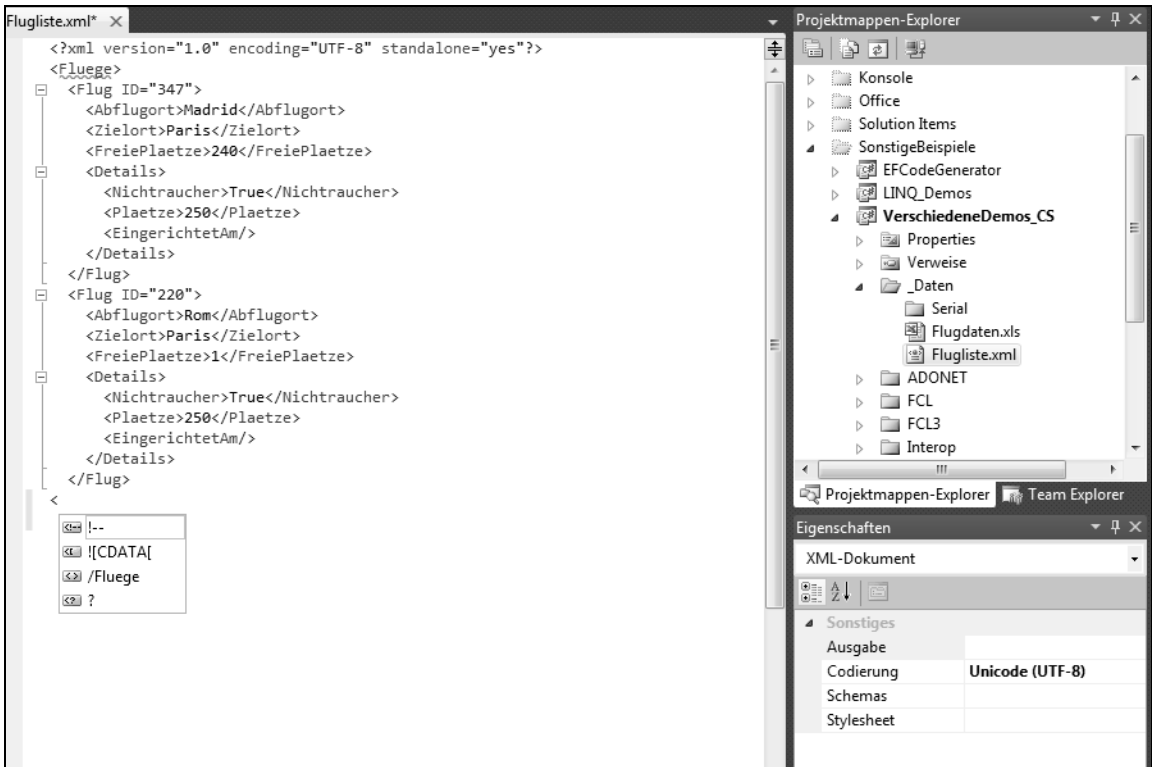 Flugliste.xml*
<?xml version="1.0" encoding="UTF-8" standalone="yes"?>
<Fluege>
<Flug ID="347">
<Abflugort>Madrid</Abflugort>
<Zielort>Paris</Zielort>
<FreiePlaetze>240</FreiePlaetze>
<Details>
<Nichtraucher>True</Nichtraucher>
<Plaetze>250</Plaetze>
<EingerichtetAm/>
</Details>
</Flug>
<Flug ID="220">
<Abflugort>Rom</Abflugort>
<Zielort>Paris</Zielort>
<FreiePlaetze>1</FreiePlaetze>
<Details>
<Nichtraucher>True</Nichtraucher>
<Plaetze>250</Plaetze>
<EingerichtetAm/>
</Details>
</Flug>
<
!--
![CDATA[
/Fluege
?
Projektmappen-Explorer
Konsole
Office
Solution Items
SonstigeBeispiele
EFCodeGenerator
LINQ_Demos
VerschiedeneDemos_CS
Properties
Verweise
_Daten
Serial
Flugdaten.xls
Flugliste.xml
ADONET
FCL
FCL3
Interop
Projektmappen-Explorer Team Explorer
Eigenschaften
XML-Dokument
Sonstiges
Ausgabe
Codierung Unicode (UTF-8)
Schemas
Stylesheet